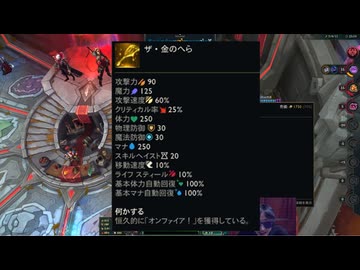 ザ・金のへら
攻撃力 90
魔力 125
攻撃速度 60%
クリティカル率 25%
体力 250
物理防御 30
魔法防御 30
マナ 250
スキルヘイスト 20
移動速度 10%
ライフ スティール 10%
基本体力自動回復 100%
基本マナ自動回復 100%
何かする
恒久的に「オンファイア！」を獲得している。